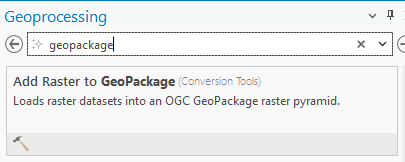 Geoprocessing
geopackage
Add Raster to GeoPackage (Conversion Tools)
Loads raster datasets into an OGC GeoPackage raster pyramid.